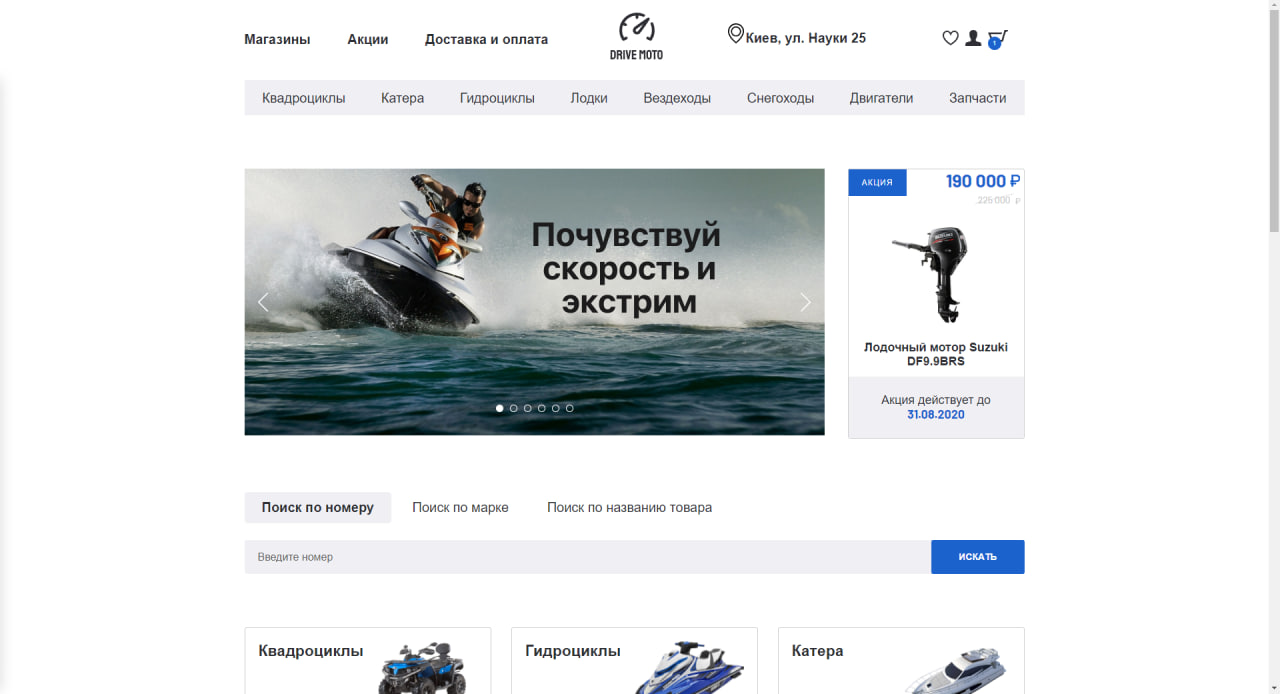 Магазины Акции Доставка и оплата
DRIVE MOTO
Киев, ул. Науки 25
1
Квадроциклы Катера Гидроциклы Лодки Вездеходы Снегоходы Двигатели Запчасти
Почувствуй
скорость и
экстрим
АКЦИЯ
190 000 ₽
225 000 ₽
SUZUKI
Лодочный мотор Suzuki
DF9.9BRS
Акция действует до
31.08.2020
Поиск по номеру Поиск по марке Поиск по названию товара
Введите номер
ИСКАТЬ
Квадроциклы
Гидроциклы
Катера